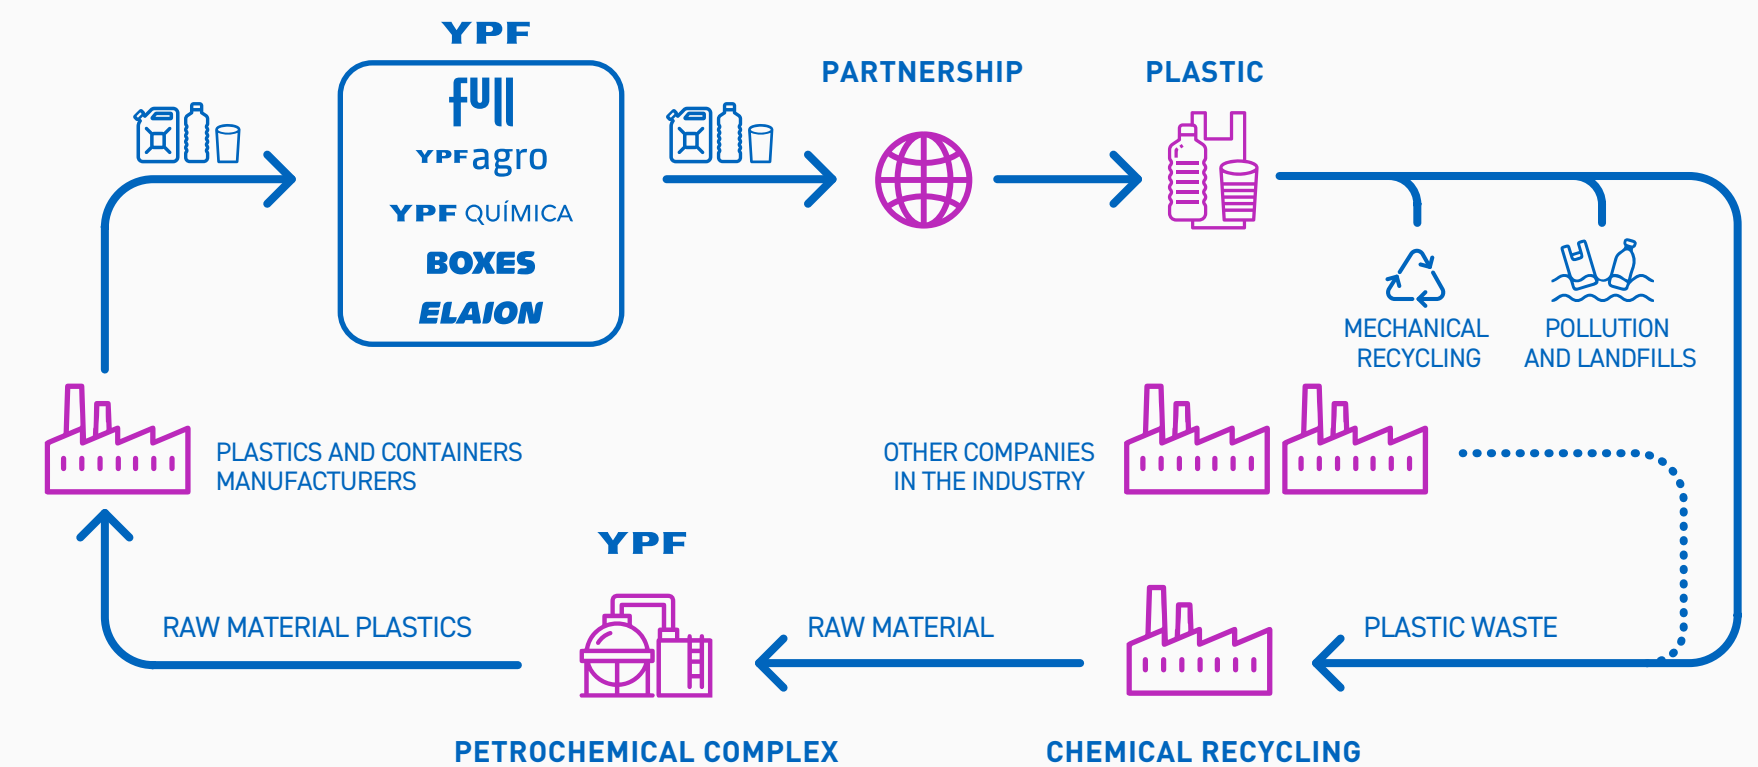 YPF
full
YPF agro
YPF QUÍMICA
BOXES
ELAION
PARTNERSHIP
PLASTIC
MECHANICAL
RECYCLING
POLLUTION
AND LANDFILLS
PLASTICS AND CONTAINERS
MANUFACTURERS
OTHER COMPANIES
IN THE INDUSTRY
YPF
RAW MATERIAL PLASTICS
RAW MATERIAL
PLASTIC WASTE
PETROCHEMICAL COMPLEX
CHEMICAL RECYCLING